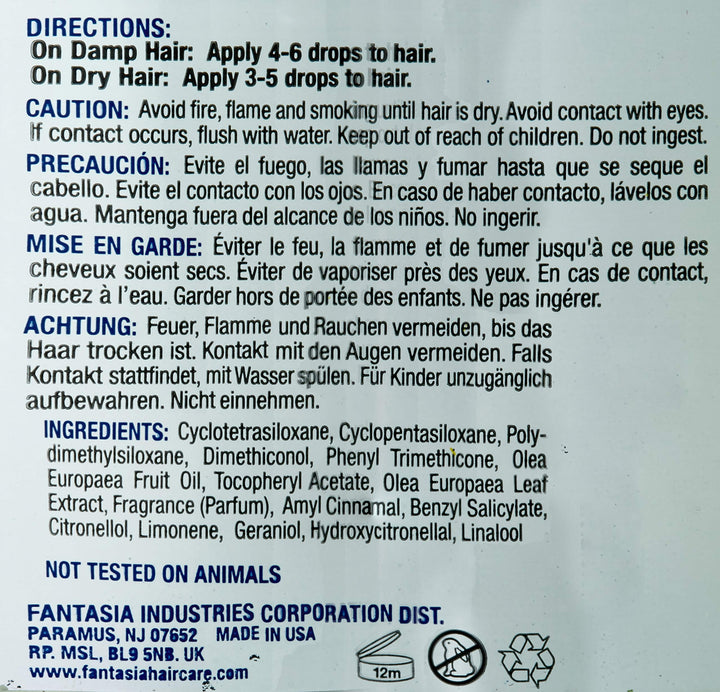 DIRECTIONS:
On Damp Hair: Apply 4-6 drops to hair.
On Dry Hair: Apply 3-5 drops to hair.
CAUTION: Avoid fire, flame and smoking until hair is dry. Avoid contact with eyes.
If contact occurs, flush with water. Keep out of reach of children. Do not ingest.
PRECAUCIÓN: Evite el fuego, las llamas y fumar hasta que se seque el
cabello. Evite el contacto con los ojos. En caso de haber contacto, lávelos con
agua. Mantenga fuera del alcance de los niños. No ingerir.
MISE EN GARDE: Éviter le feu, la flamme et de fumer jusqu'à ce que les
cheveux soient secs. Éviter de vaporiser près des yeux. En cas de contact,
rincez à l'eau. Garder hors de portée des enfants. Ne pas ingérer.
ACHTUNG: Feuer, Flamme und Rauchen vermeiden, bis das
Haar trocken ist. Kontakt mit den Augen vermeiden. Falls
Kontakt stattfindet, mit Wasser spülen. Für Kinder unzugänglich
aufbewahren. Nicht einnehmen.
INGREDIENTS: Cyclotetrasiloxane, Cyclopentasiloxane, Poly-
dimethylsiloxane, Dimethiconol, Phenyl Trimethicone, Olea
Europaea Fruit Oil, Tocopheryl Acetate, Olea Europaea Leaf
Extract, Fragrance (Parfum), Amyl Cinnamal, Benzyl Salicylate,
Citronellol, Limonene, Geraniol, Hydroxycitronellal, Linalool
NOT TESTED ON ANIMALS
FANTASIA INDUSTRIES CORPORATION DIST.
PARAMUS, NJ 07652 MADE IN USA
RP. MSL, BL9 5NB. UK
www.fantasiahaircare.com
12m